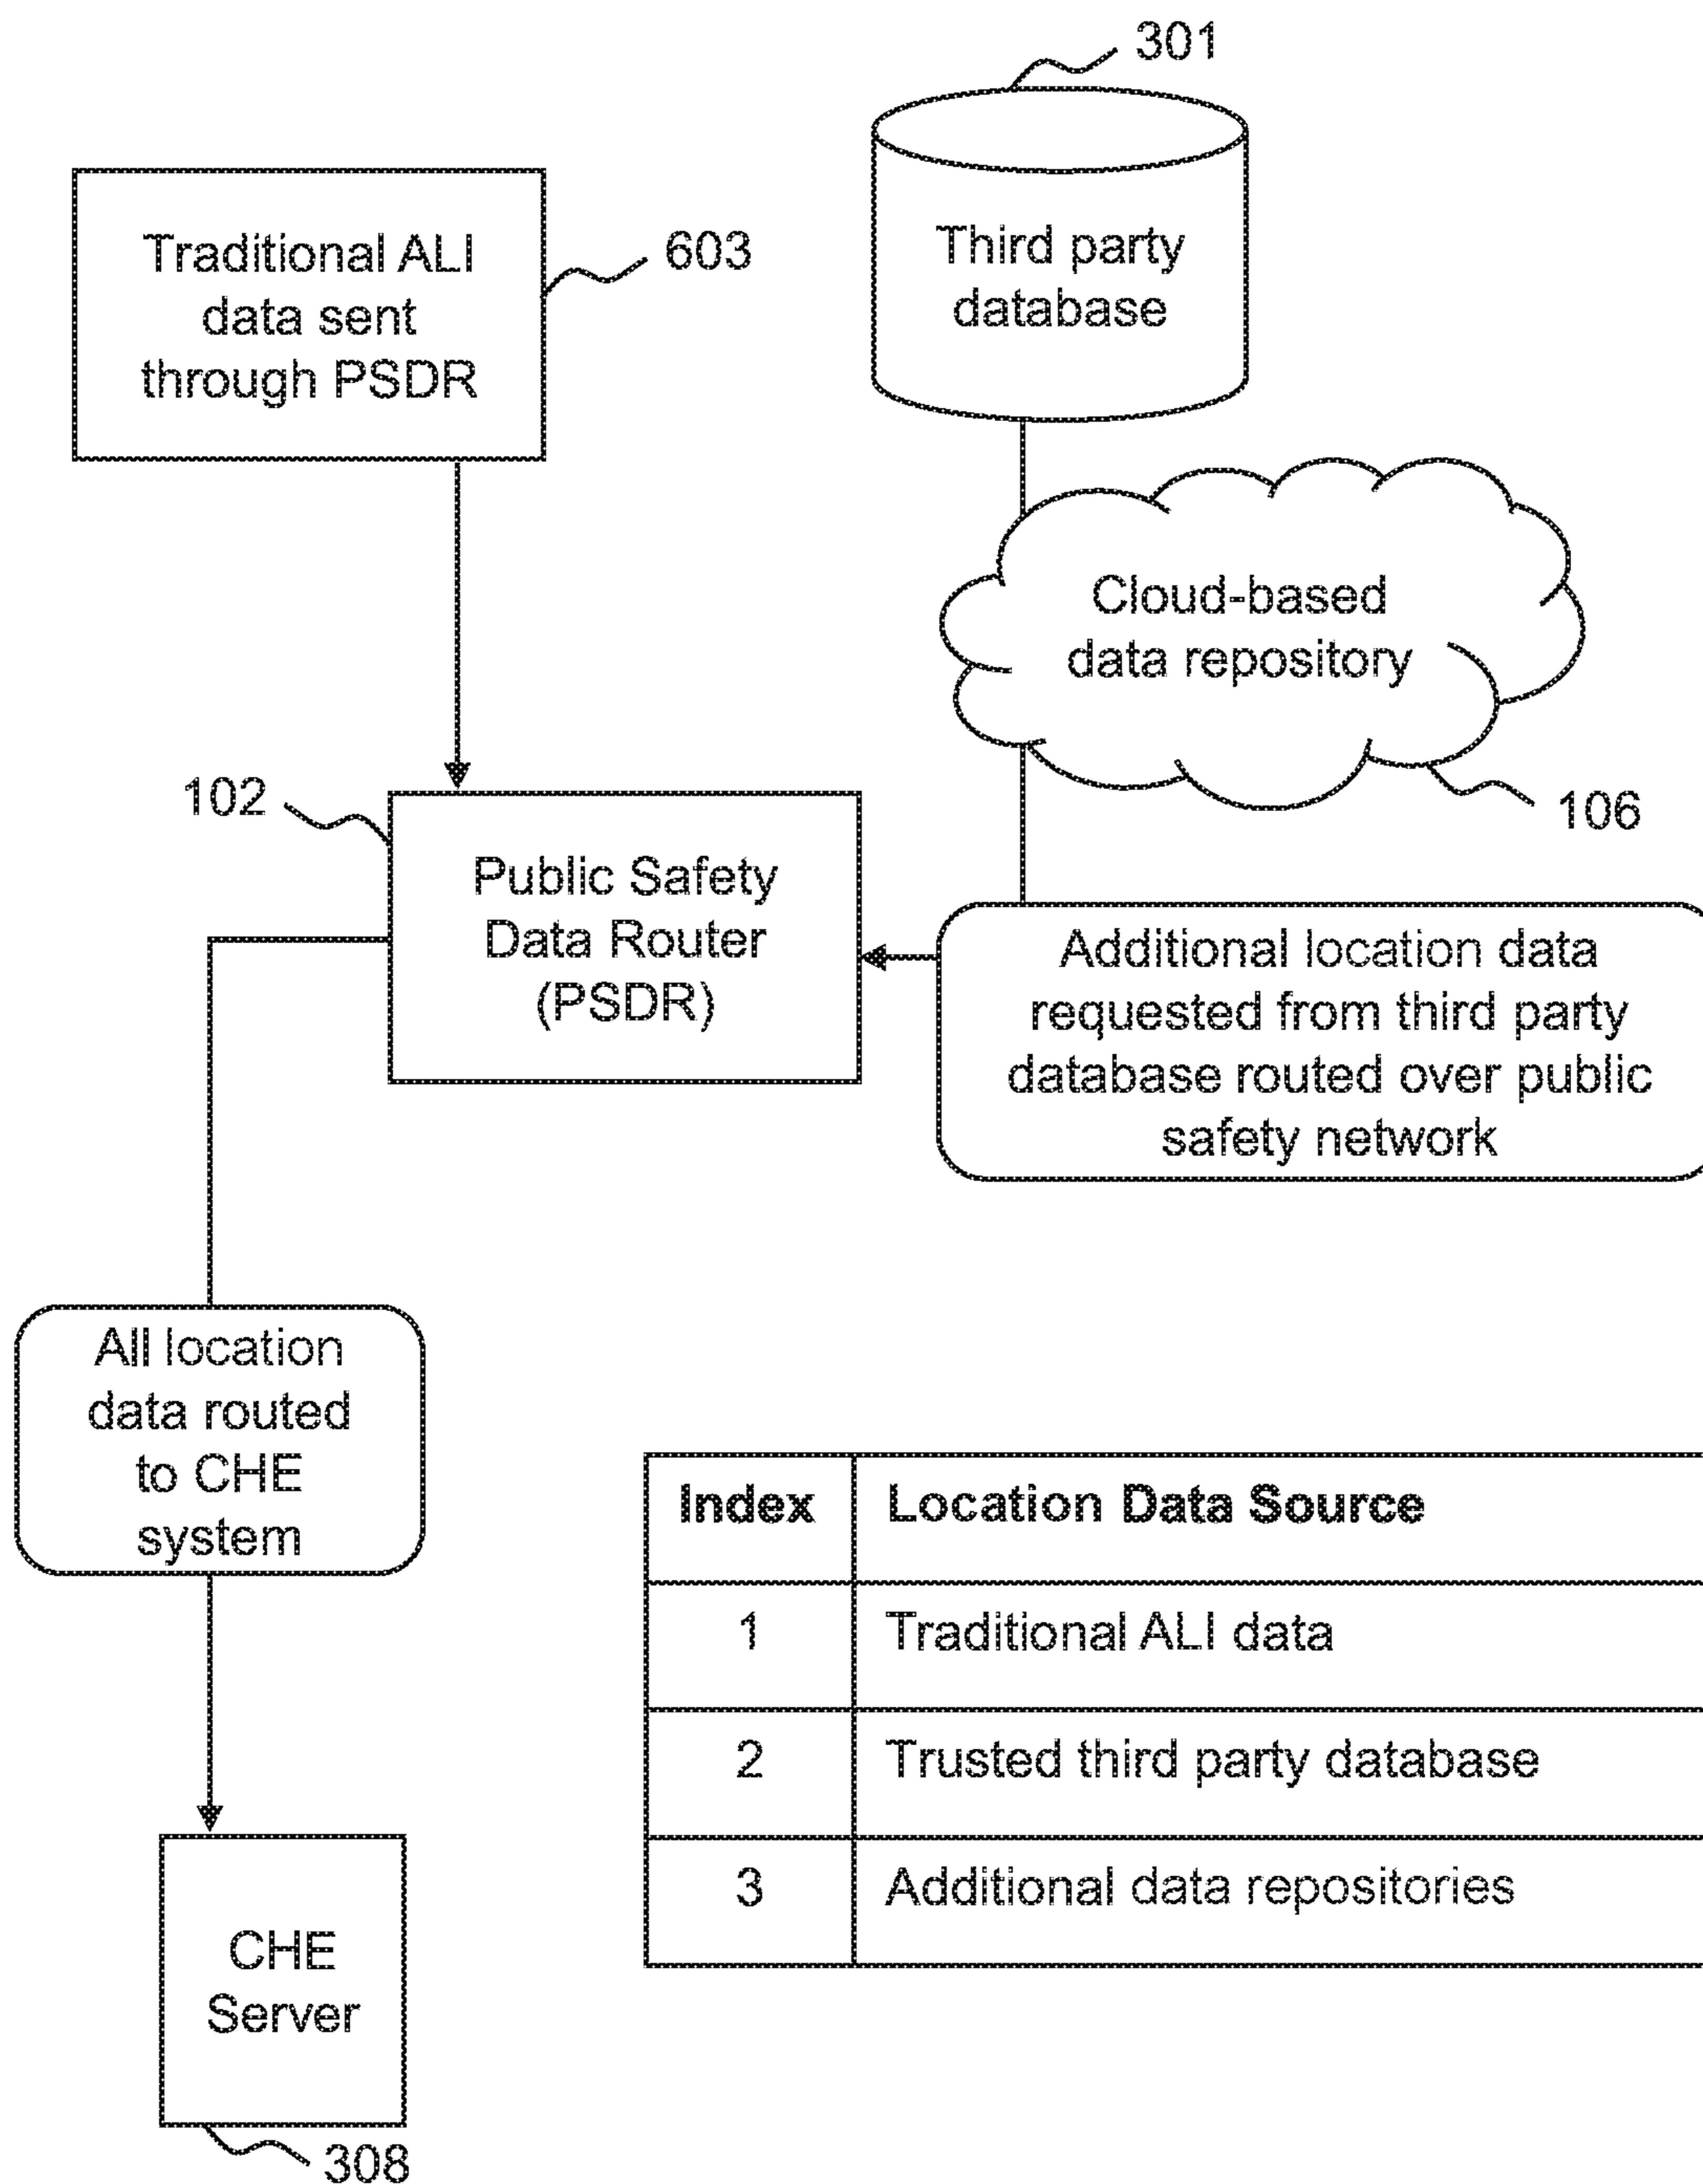 301
Traditional ALI
data sent
through PSDR
603
Third party
database
Cloud-based
data repository
106
102
Public Safety
Data Router
(PSDR)
Additional location data
requested from third party
database routed over public
safety network
All location
data routed
to CHE
system
Index Location Data Source
1 Traditional ALI data
2 Trusted third party database
3 Additional data repositories
CHE
Server
308